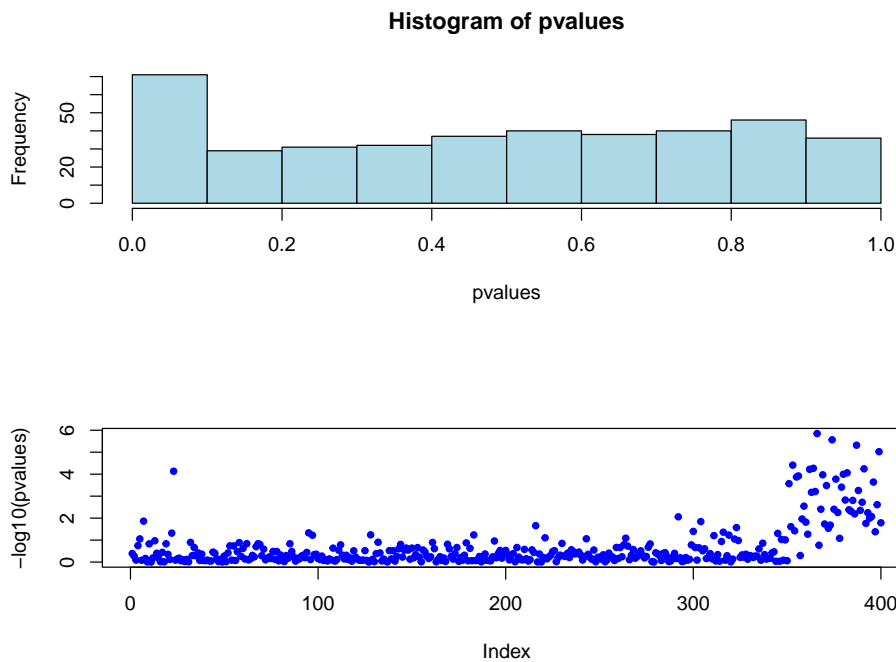 Histogram of pvalues
Frequency
0 20 50
0.0 0.2 0.4 0.6 0.8 1.0
pvalues
−log10(pvalues)
0 2 4 6
0 100 200 300 400
Index